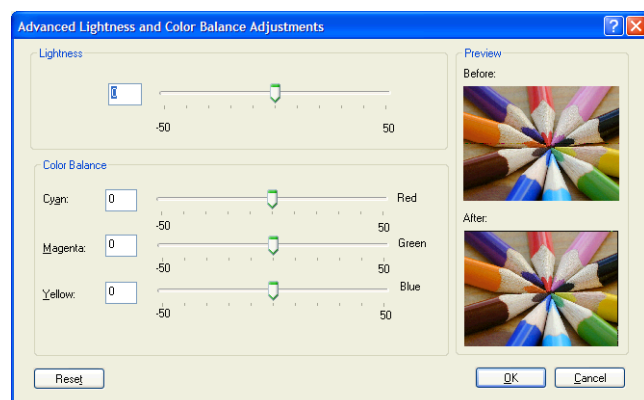 Advanced Lightness and Color Balance Adjustments
Lightness
0
-50 50
Color Balance
Cyan: 0 Red
-50 50
Magenta: 0 Green
-50 50
Yellow: 0 Blue
-50 50
Preview
Before:
After:
Reset
OK
Cancel